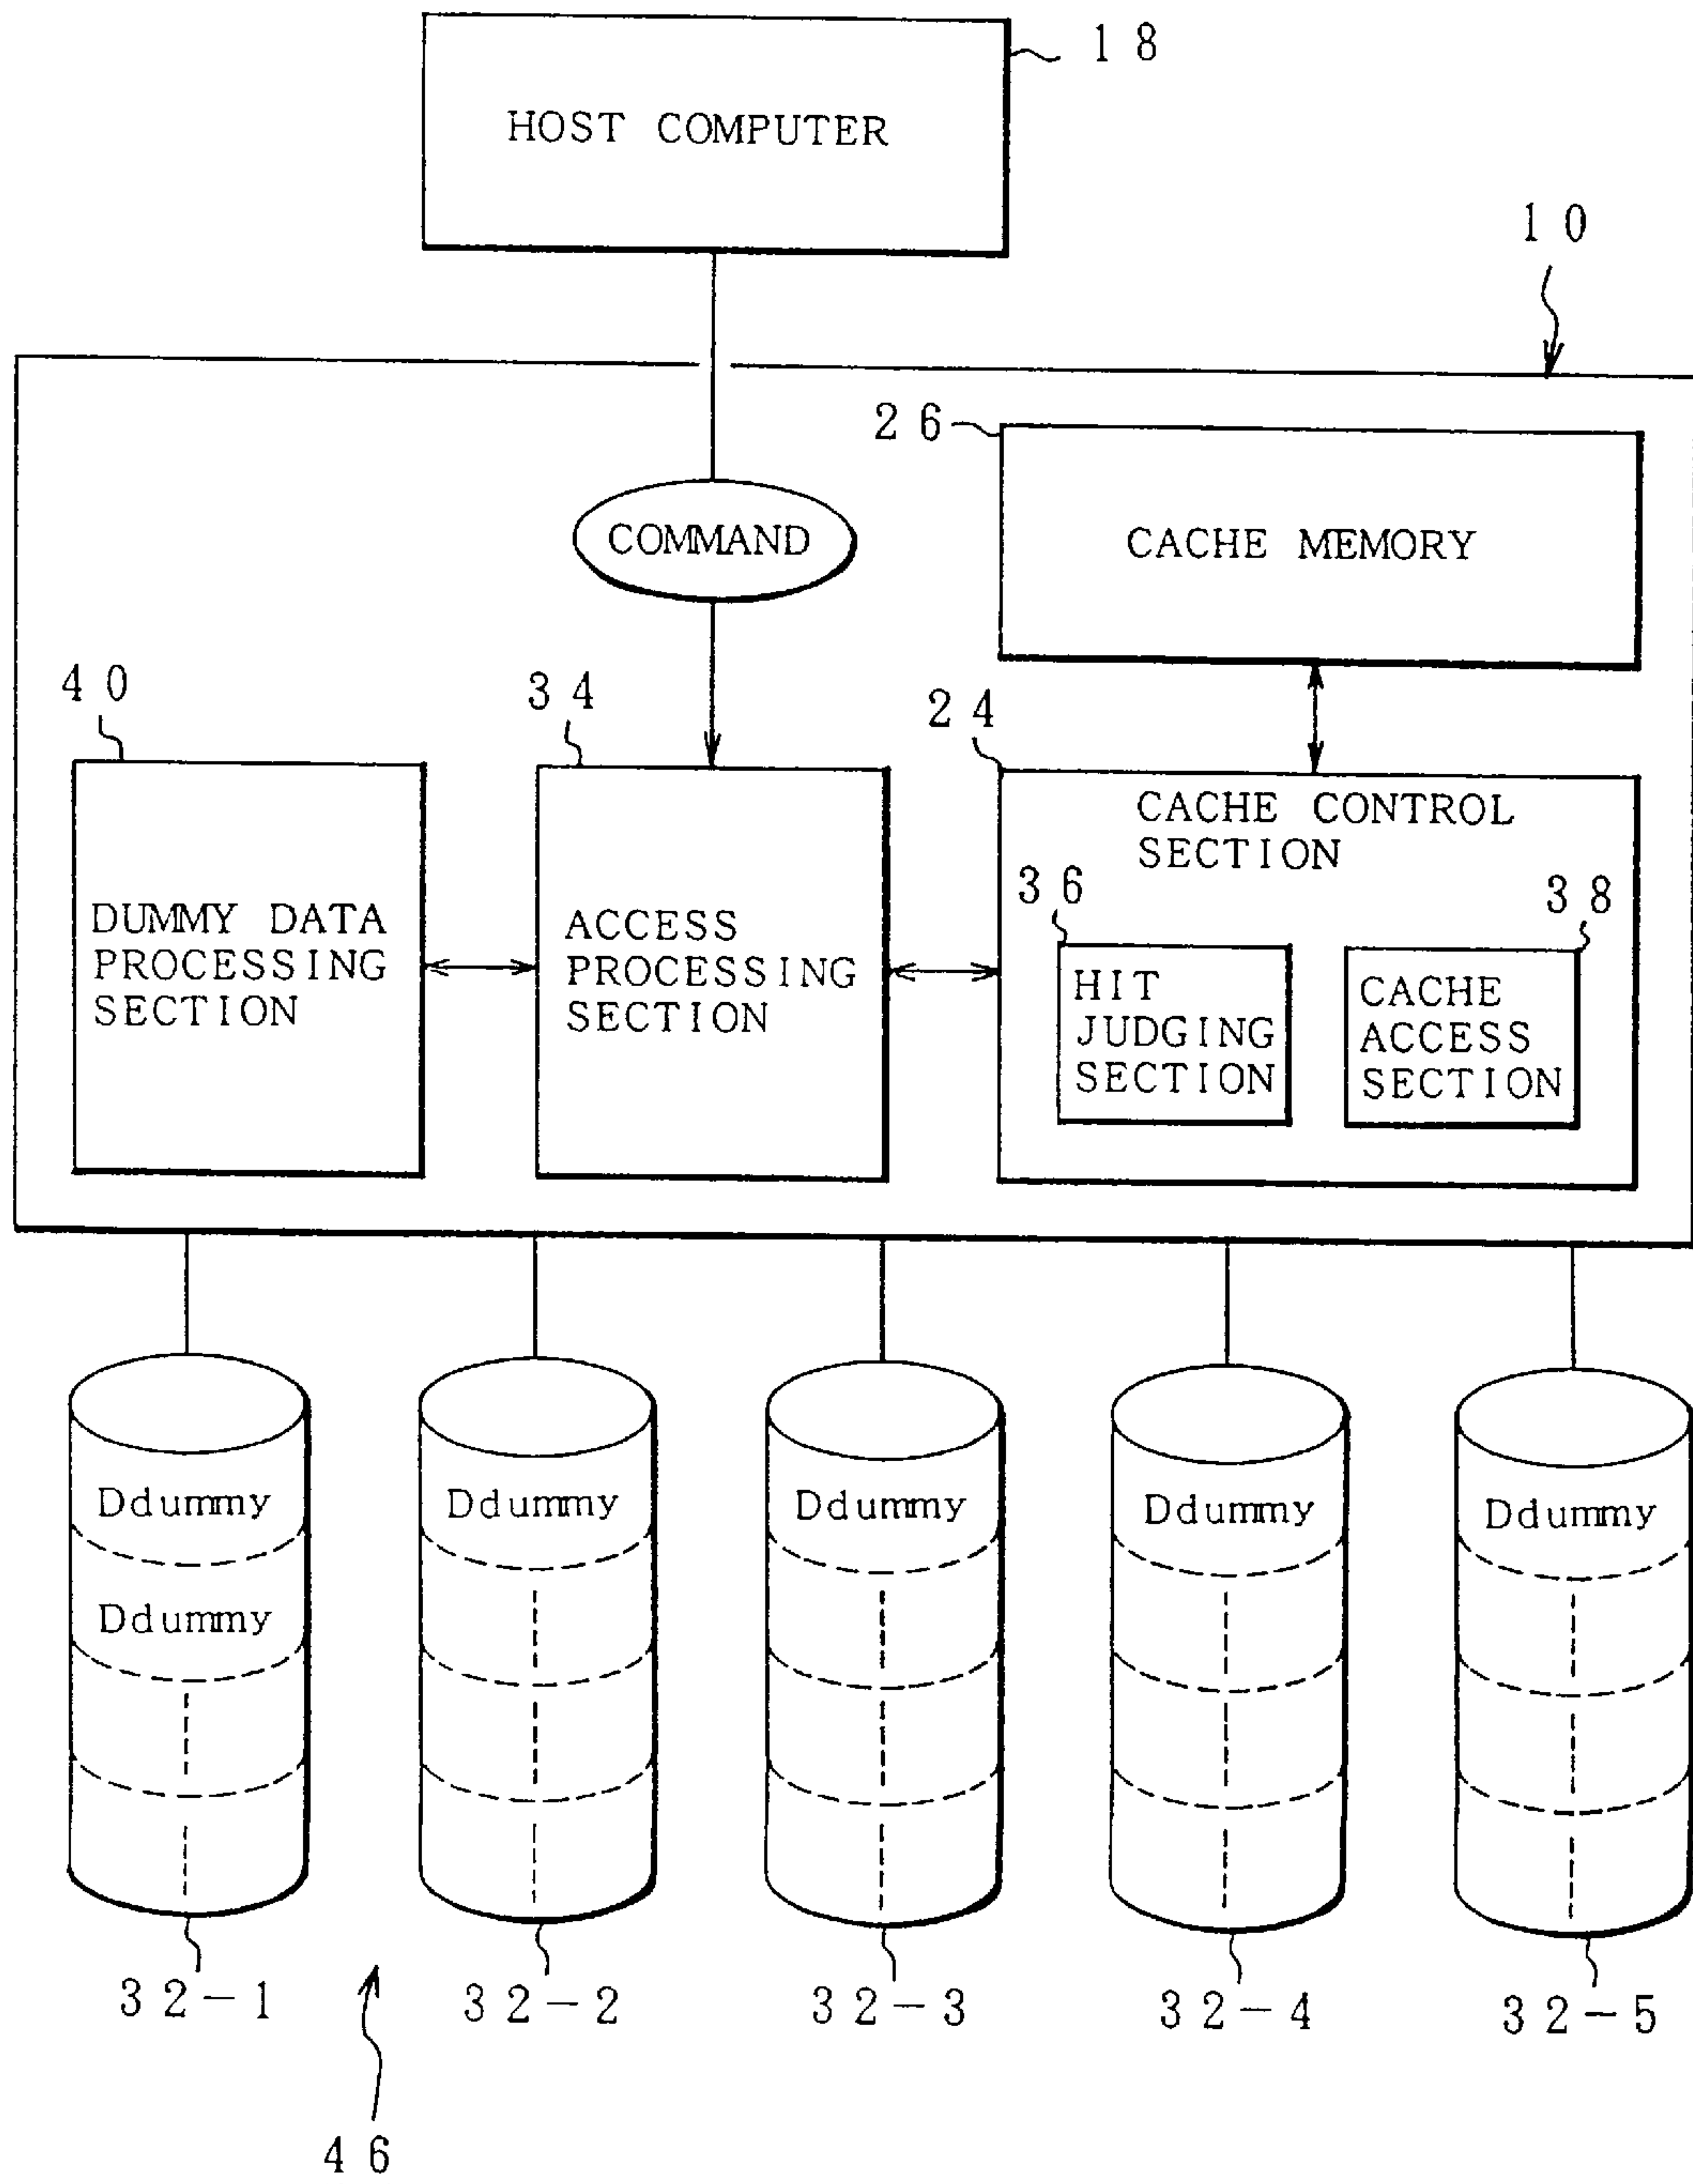 18
HOST COMPUTER
10
26
COMMAND
CACHE MEMORY
40
34
24
CACHE CONTROL
SECTION
36
38
DUMMY DATA
PROCESSING
SECTION
ACCESS
PROCESSING
SECTION
HIT
JUDGING
SECTION
CACHE
ACCESS
SECTION
Ddummy
Ddummy
Ddummy
Ddummy
Ddummy
Ddummy
32-1
32-2
32-3
32-4
32-5
46